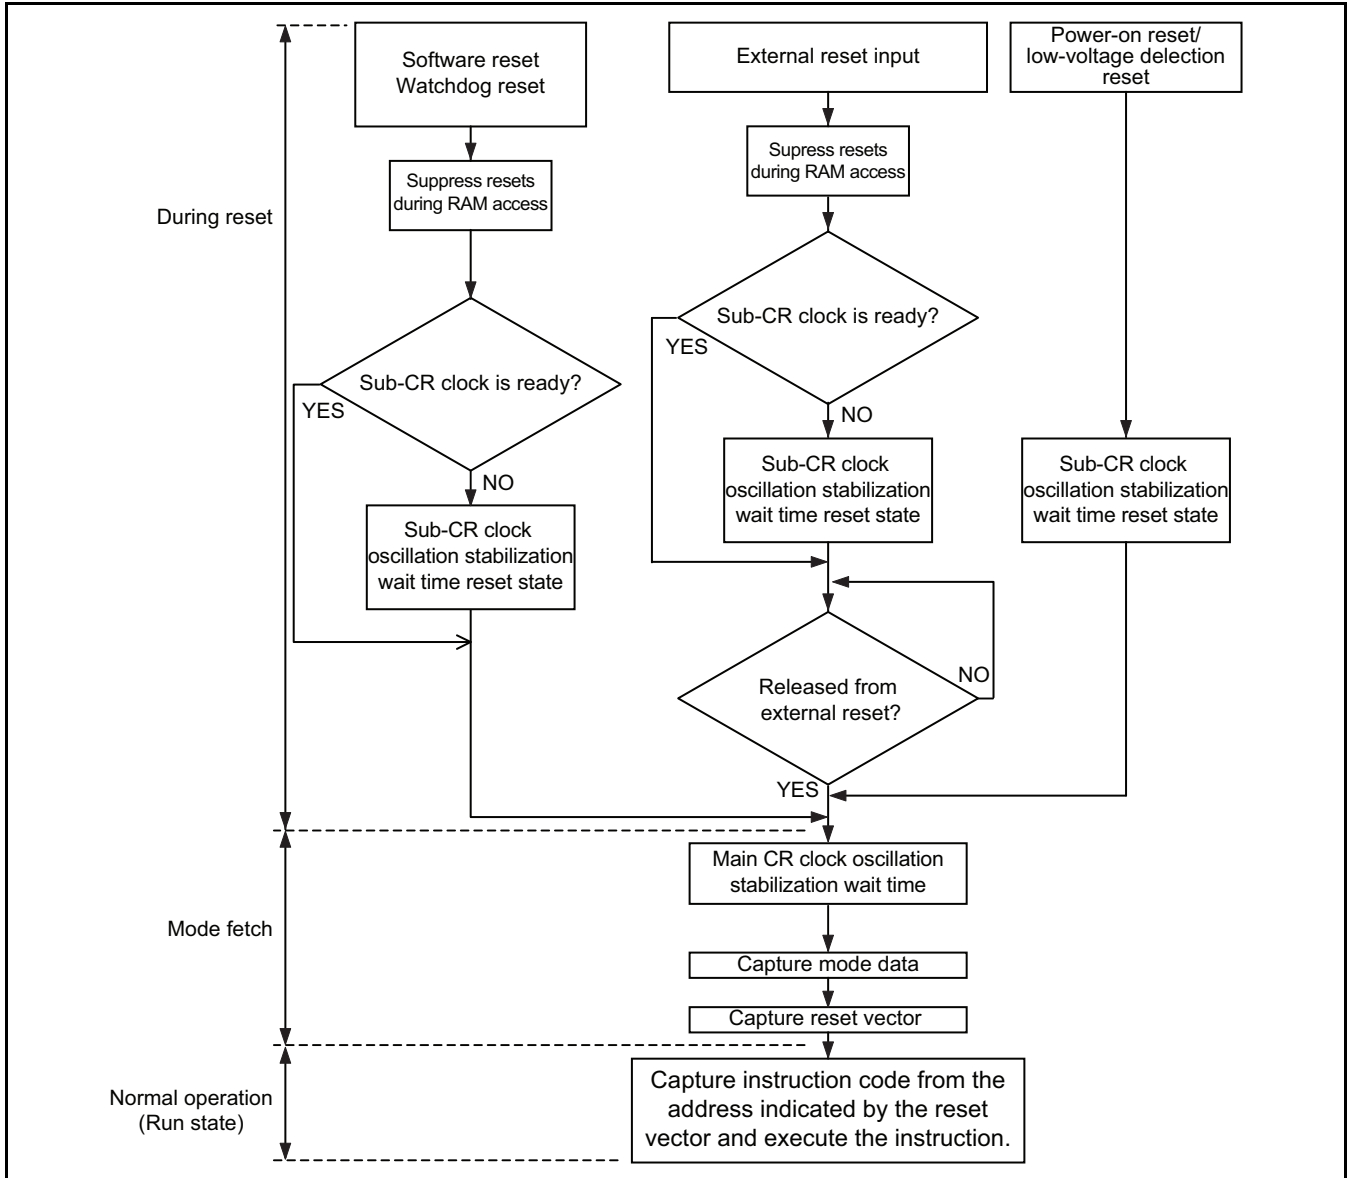 Software reset
Watchdog reset
External reset input
Power-on reset/
low-voltage delection
reset
Suppress resets
during RAM access
Supress resets
during RAM access
During reset
Sub-CR clock is ready?
YES
NO
Sub-CR clock is ready?
YES
NO
Sub-CR clock
oscillation stabilization
wait time reset state
Sub-CR clock
oscillation stabilization
wait time reset state
Sub-CR clock
oscillation stabilization
wait time reset state
Released from
external reset?
NO
YES
Main CR clock oscillation
stabilization wait time
Mode fetch
Capture mode data
Capture reset vector
Normal operation
(Run state)
Capture instruction code from the
address indicated by the reset
vector and execute the instruction.